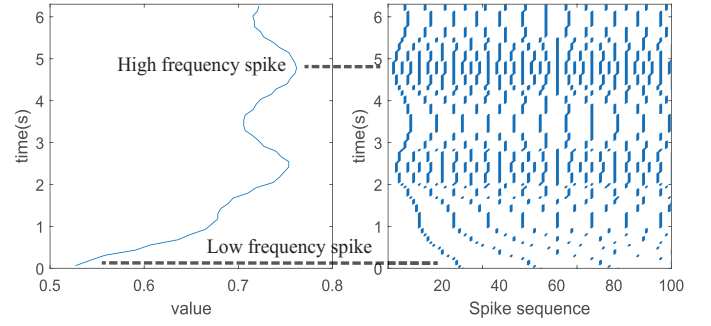 6
5
4
3
2
1
0
time(s)
0.5 0.6 0.7 0.8
value
High frequency spike
Low frequency spike
6
5
4
3
2
1
0
time(s)
20 40 60 80 100
Spike sequence